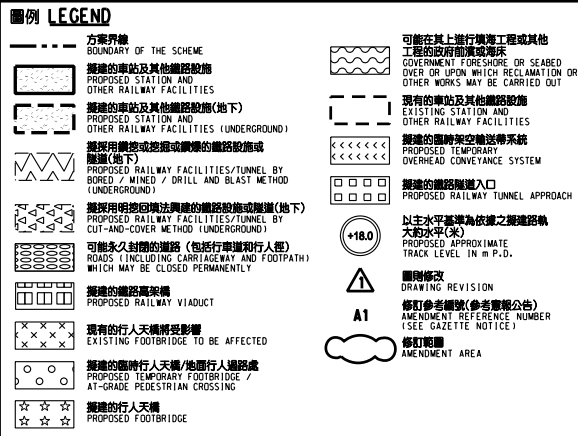 圖例 LEGEND
方案界線
BOUNDARY OF THE SCHEME
擬建的車站及其他鐵路設施
PROPOSED STATION AND
OTHER RAILWAY FACILITIES
擬建的車站及其他鐵路設施(地下)
PROPOSED STATION AND
OTHER RAILWAY FACILITIES (UNDERGROUND)
擬採用鑽挖或挖掘或鑽爆的鐵路設施或
隧道(地下)
PROPOSED RAILWAY FACILITIES/TUNNEL BY
BORED / MINED / DRILL AND BLAST METHOD
(UNDERGROUND)
擬採用明挖回填法興建的鐵路設施或隧道(地下)
PROPOSED RAILWAY FACILITIES/TUNNEL BY
CUT-AND-COVER METHOD (UNDERGROUND)
可能永久封閉的道路 (包括行車道和行人徑)
ROADS (INCLUDING CARRIAGEWAY AND FOOTPATH)
WHICH MAY BE CLOSED PERMANENTLY
擬建的鐵路高架橋
PROPOSED RAILWAY VIADUCT
現有的行人天橋將受影響
EXISTING FOOTBRIDGE TO BE AFFECTED
擬建的臨時行人天橋/地面行人過路處
PROPOSED TEMPORARY FOOTBRIDGE /
AT-GRADE PEDESTRIAN CROSSING
擬建的行人天橋
PROPOSED FOOTBRIDGE
可能在其上進行填海工程或其他
工程的政府前濱或海床
GOVERNMENT FORESHORE OR SEABED
OVER OR UPON WHICH RECLAMATION OR
OTHER WORKS MAY BE CARRIED OUT
現有的車站及其他鐵路設施
EXISTING STATION AND
OTHER RAILWAY FACILITIES
擬建的臨時架空輸送帶系統
PROPOSED TEMPORARY
OVERHEAD CONVEYANCE SYSTEM
擬建的鐵路隧道入口
PROPOSED RAILWAY TUNNEL APPROACH
+18.0
以主水平基準為依據之擬建路軌
大約水平(米)
PROPOSED APPROXIMATE
TRACK LEVEL IN m P.D.
1
圖則修改
DRAWING REVISION
A1
修訂參考編號(參考憲報公告)
AMENDMENT REFERENCE NUMBER
(SEE GAZETTE NOTICE)
修訂範圍
AMENDMENT AREA